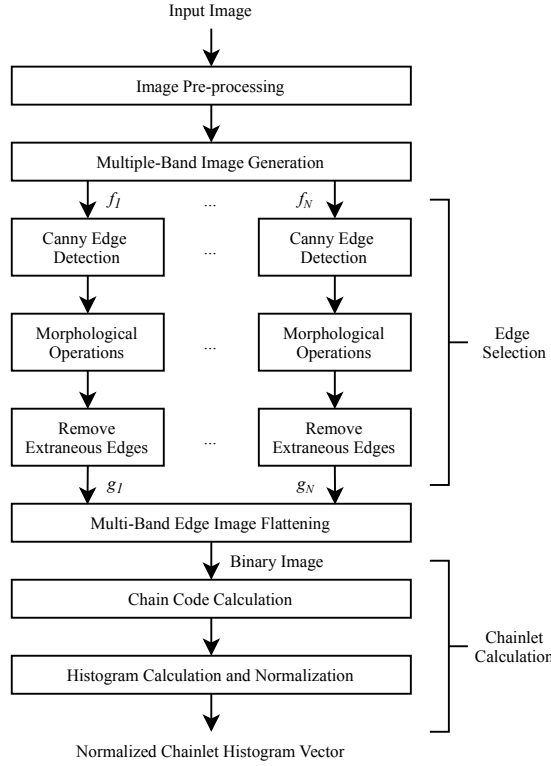 Input Image
Image Pre-processing
Multiple-Band Image Generation
f1 ... fN
Canny Edge
Detection
...
Canny Edge
Detection
Morphological
Operations
...
Morphological
Operations
Edge
Selection
Remove
Extraneous Edges
...
Remove
Extraneous Edges
g1 gN
Multi-Band Edge Image Flattening
Binary Image
Chain Code Calculation
Chainlet
Calculation
Histogram Calculation and Normalization
Normalized Chainlet Histogram Vector